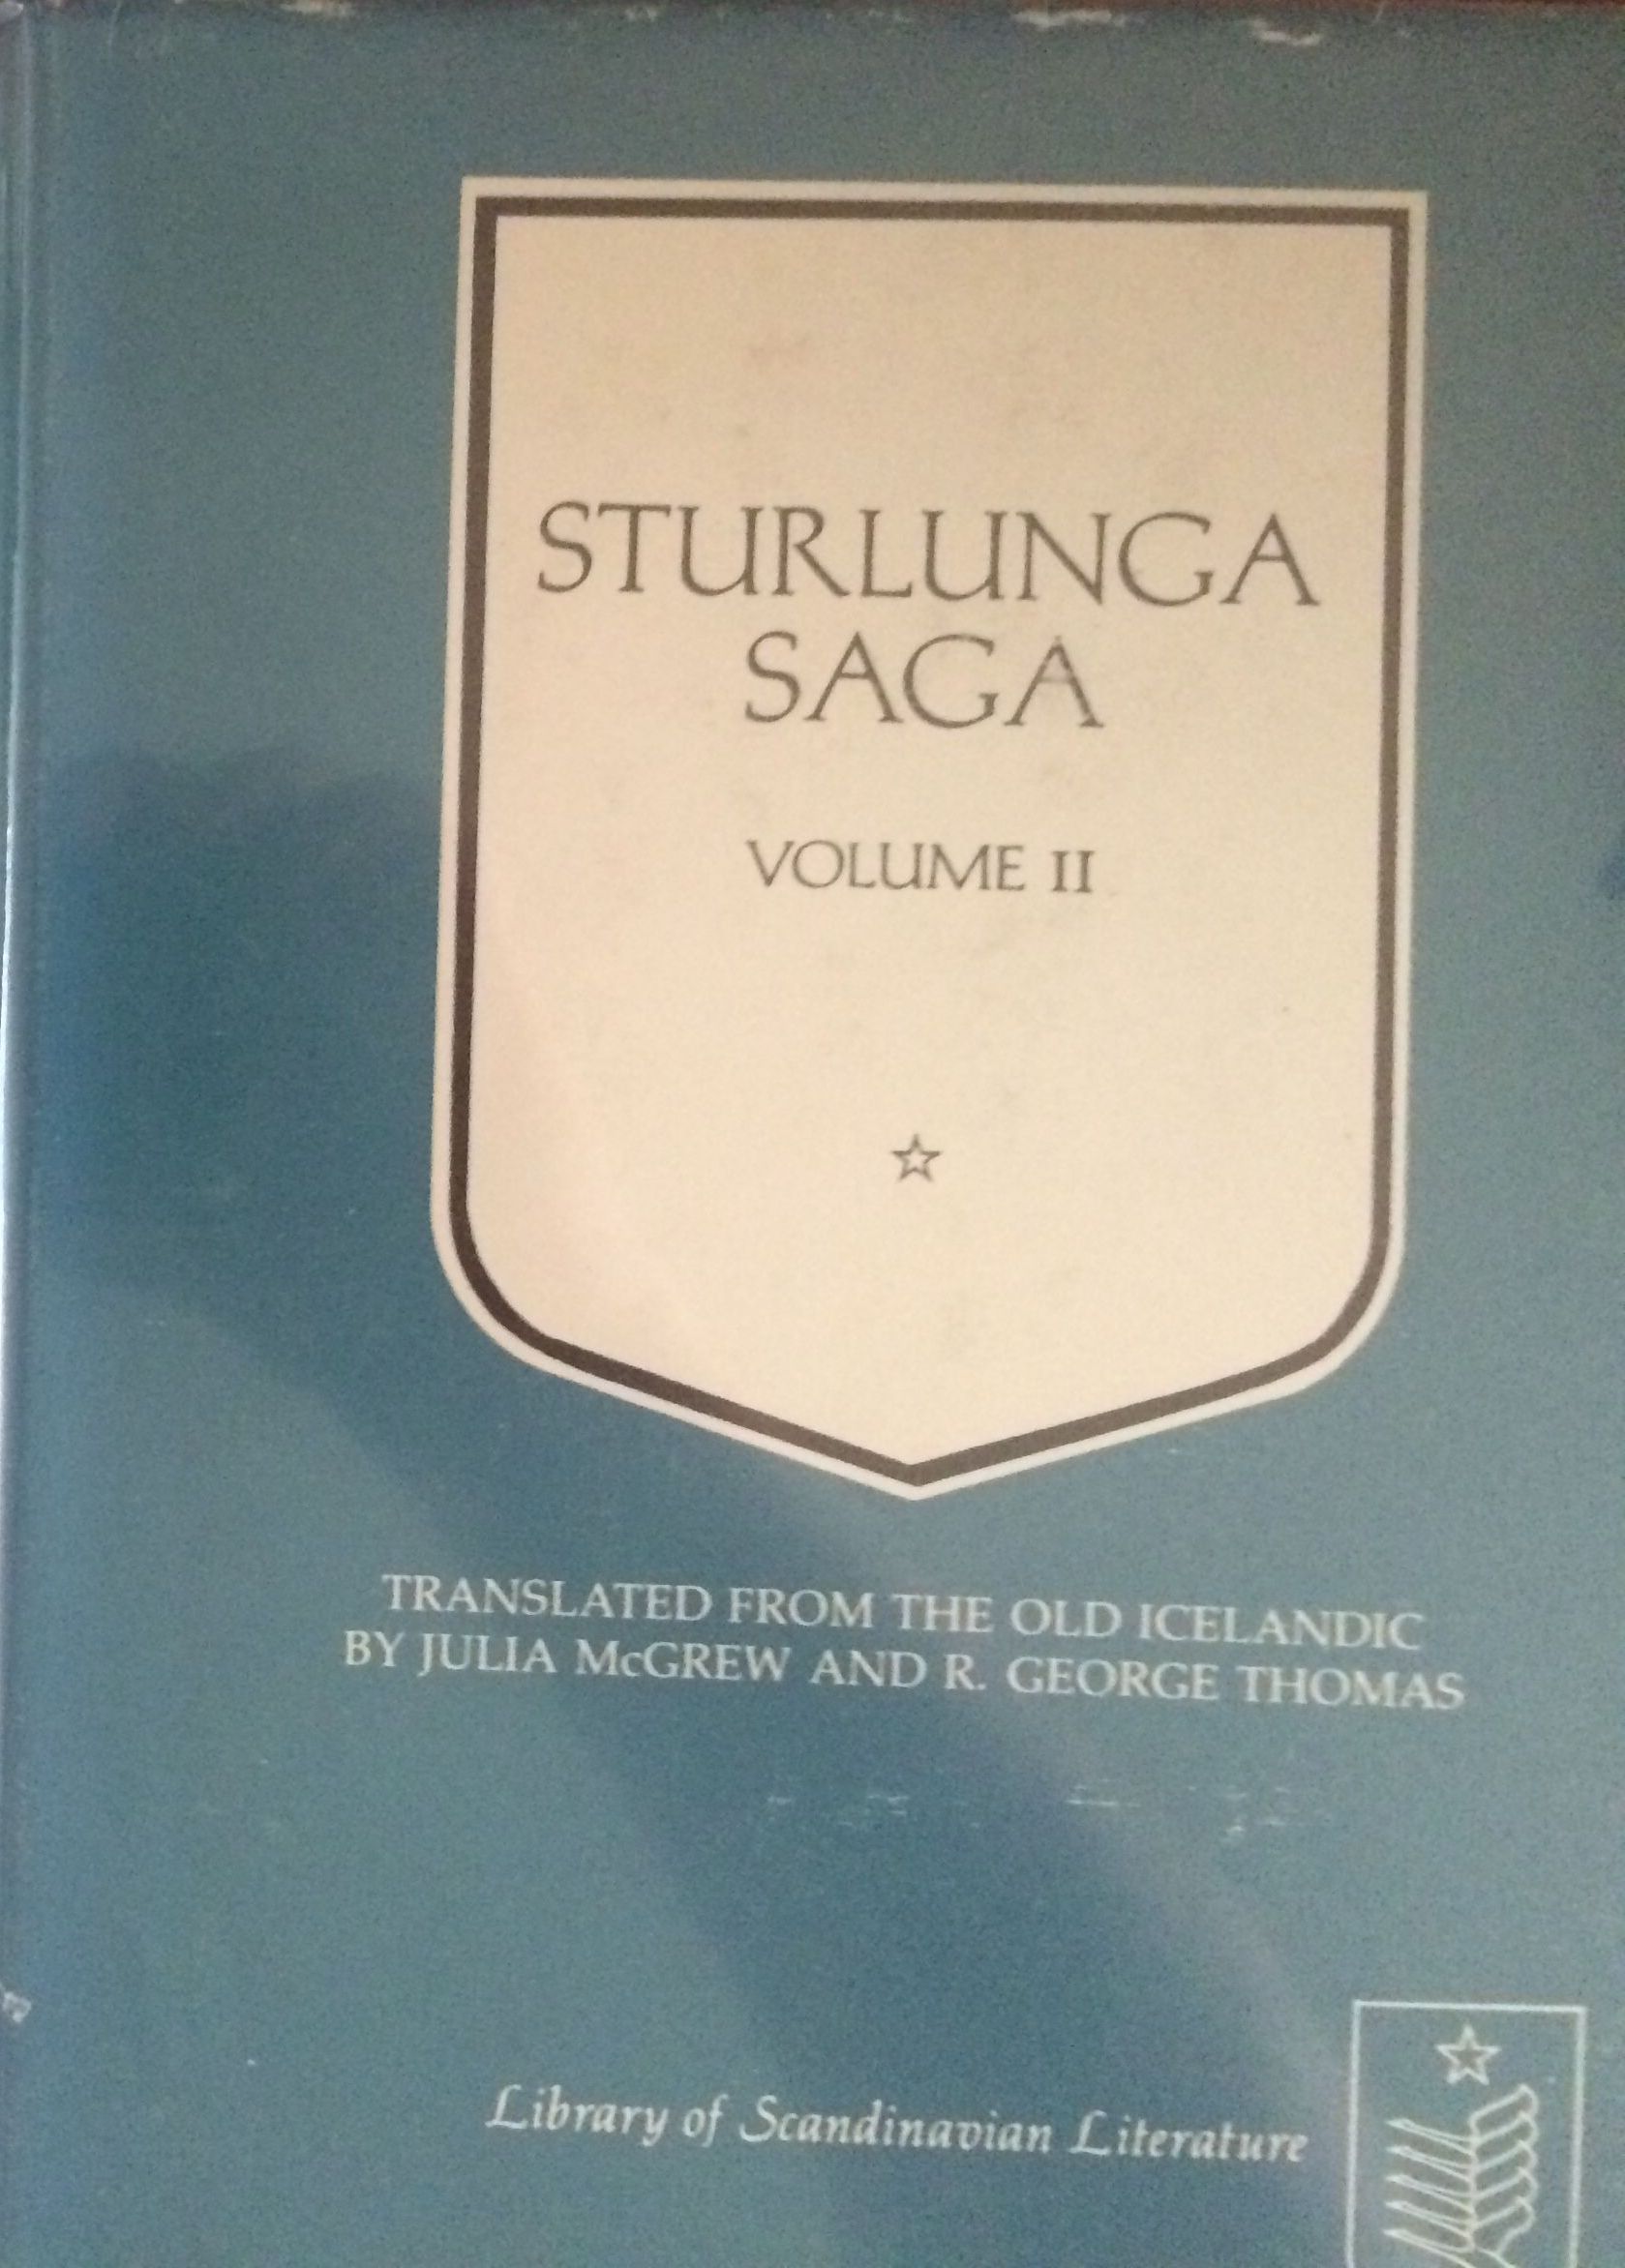 STURLUNGA
SAGA
VOLUME II
TRANSLATED FROM THE OLD ICELANDIC
BY JULIA McGREW AND R. GEORGE THOMAS
Library of Scandinavian Literature